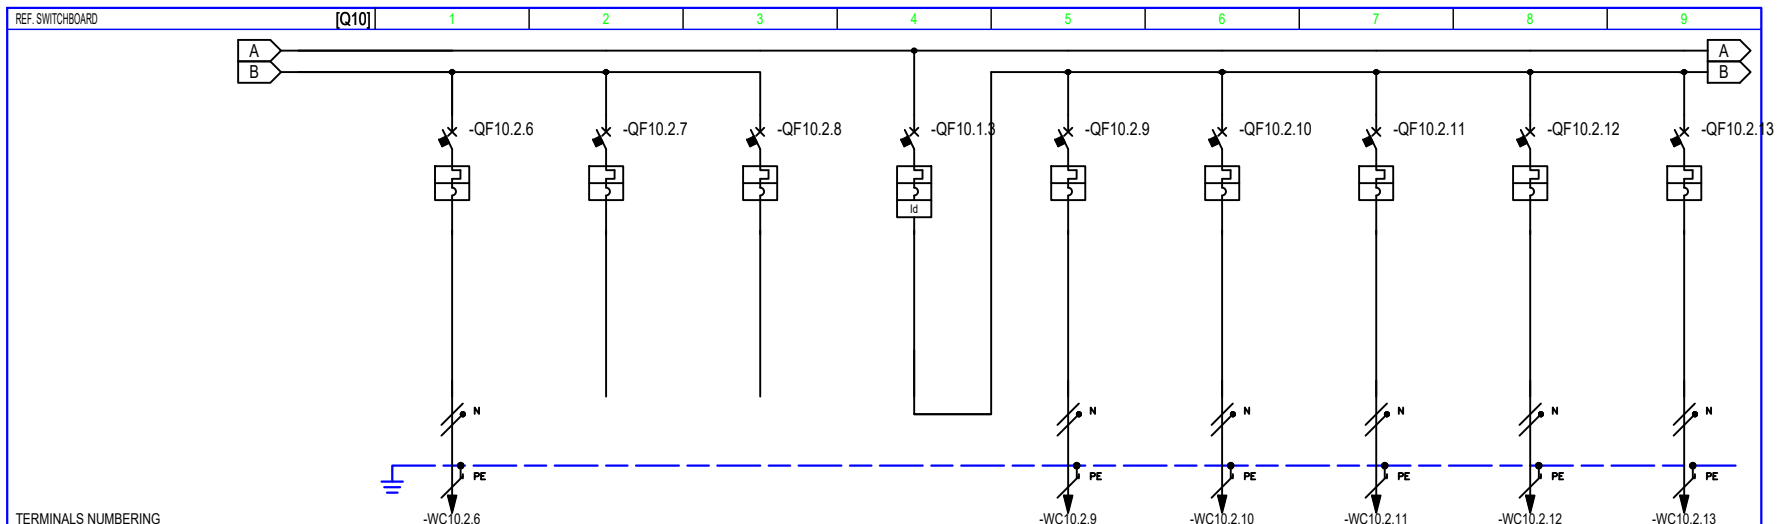 REF. SWITCHBOARD [Q10] 1 2 3 4 5 6 7 8 9
A A
B B
-QF10.2.6 -QF10.2.7 -QF10.2.8 -QF10.1.3 -QF10.2.9 -QF10.2.10 -QF10.2.11 -QF10.2.12 -QF10.2.13
Id
N N N N N N
PE PE PE PE PE PE
TERMINALS NUMBERING -WC10.2.6 -WC10.2.9 -WC10.2.10 -WC10.2.11 -WC10.2.12 -WC10.2.13